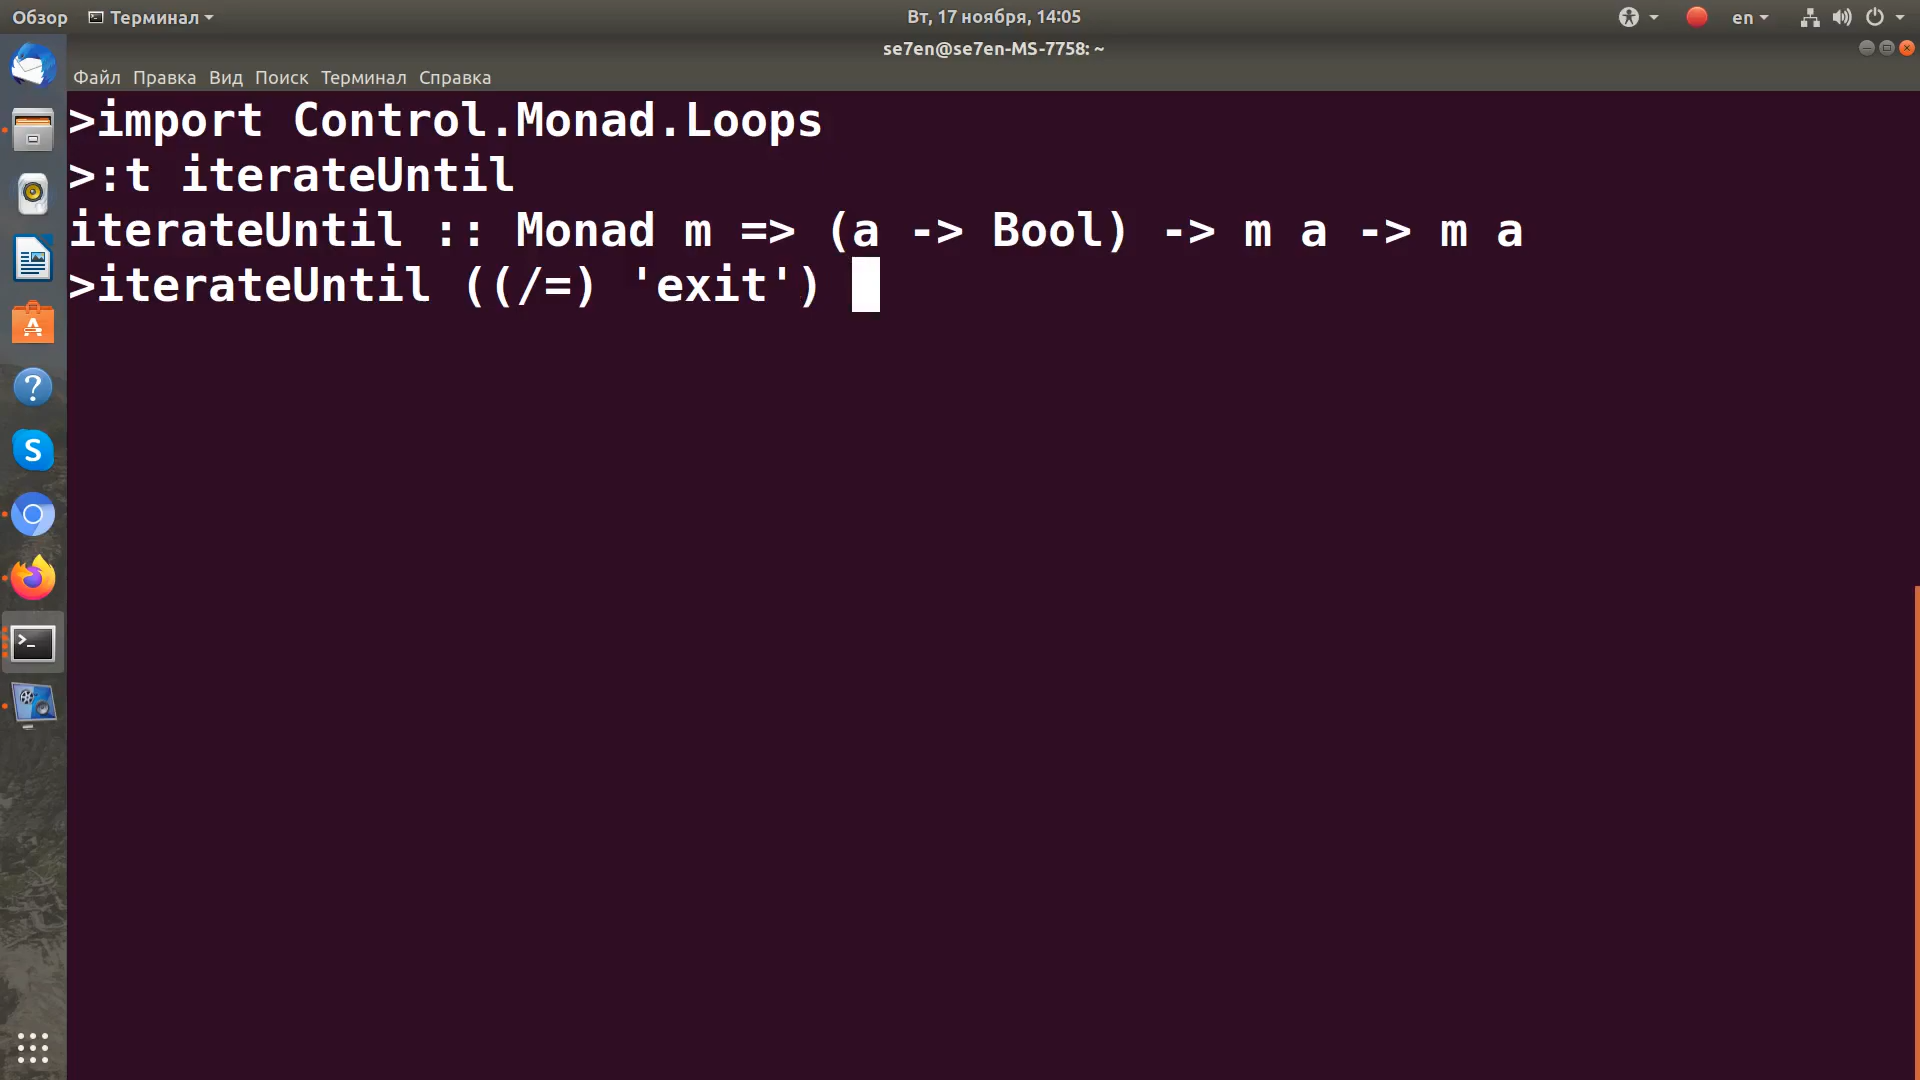 Обзор Терминал Вт, 17 ноября, 14:05 en
se7en@se7en-MS-7758: ~
Файл Правка Вид Поиск Терминал Справка
>import Control.Monad.Loops
>:t iterateUntil
iterateUntil :: Monad m => (a -> Bool) -> m a -> m a
>iterateUntil ((/=) 'exit')